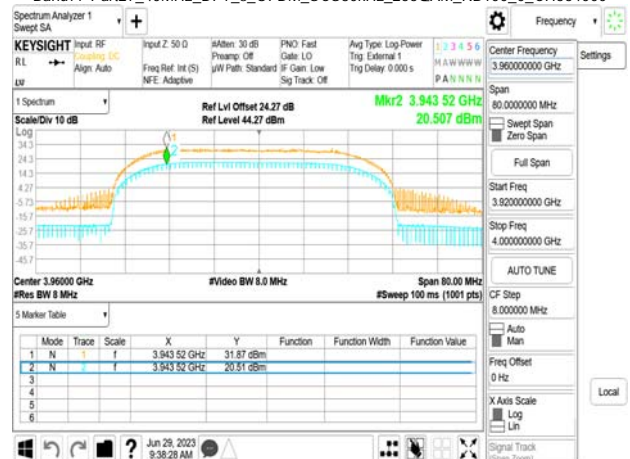 Spectrum Analyzer 1
Swept SA
Frequency
KEYSIGHT
RL
Input: RF
Coupling: DC
Align: Auto
Input Z: 50 Ω
Freq Ref: Int (S)
NFE: Adaptive
#Atten: 30 dB
Preamp: Off
µW Path: Standard
PNO: Fast
Gate: LO
IF Gain: Low
Sig Track: Off
Avg Type: Log-Power
Trig: External 1
Trig Delay: 0.000 s
1 2 3 4 5 6
M A W W W W
P A N N N N
1 Spectrum
Scale/Div 10 dB
Log
Ref Lvl Offset 24.27 dB
Ref Level 44.27 dBm
Mkr2 3.943 52 GHz
20.507 dBm
34.3
24.3
14.3
4.27
-5.73
-15.7
-25.7
-35.7
-45.7
1
2
Center 3.96000 GHz
#Res BW 8 MHz
#Video BW 8.0 MHz
Span 80.00 MHz
#Sweep 100 ms (1001 pts)
5 Marker Table
Mode Trace Scale X Y Function Function Width Function Value
1 N 1 f 3.943 52 GHz 31.87 dBm
2 N 2 f 3.943 52 GHz 20.51 dBm
3
4
5
6
Jun 29, 2023
9:38:28 AM
Center Frequency
3.960000000 GHz
Settings
Span
80.0000000 MHz
Swept Span
Zero Span
Full Span
Start Freq
3.920000000 GHz
Stop Freq
4.000000000 GHz
AUTO TUNE
CF Step
8.000000 MHz
Auto
Man
Freq Offset
0 Hz
X Axis Scale
Log
Lin
Local
Signal Track